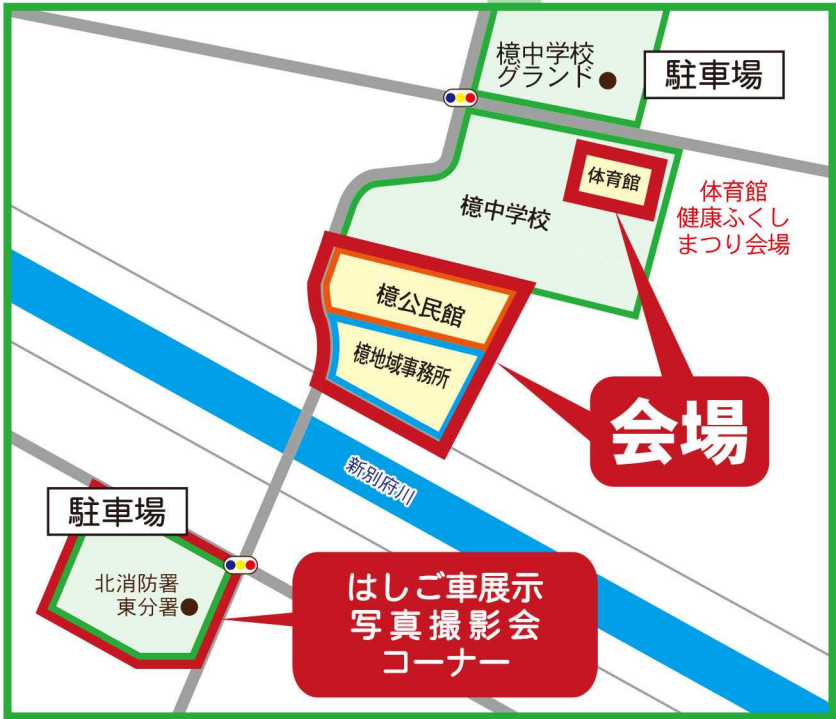 檍中学校
グランド
駐車場
体育館
体育館
健康ふくし
まつり会場
檍中学校
檍公民館
檍地域事務所
会場
新別府川
駐車場
北消防署
東分署
はしご車展示
写真撮影会
コーナー